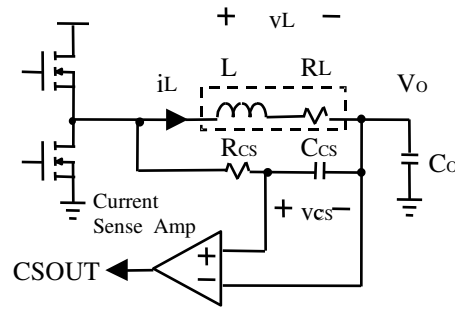 + vL −
iL L RL VO
RCS CCS CO
+ vcs −
Current
Sense Amp
+
CSOUT
−